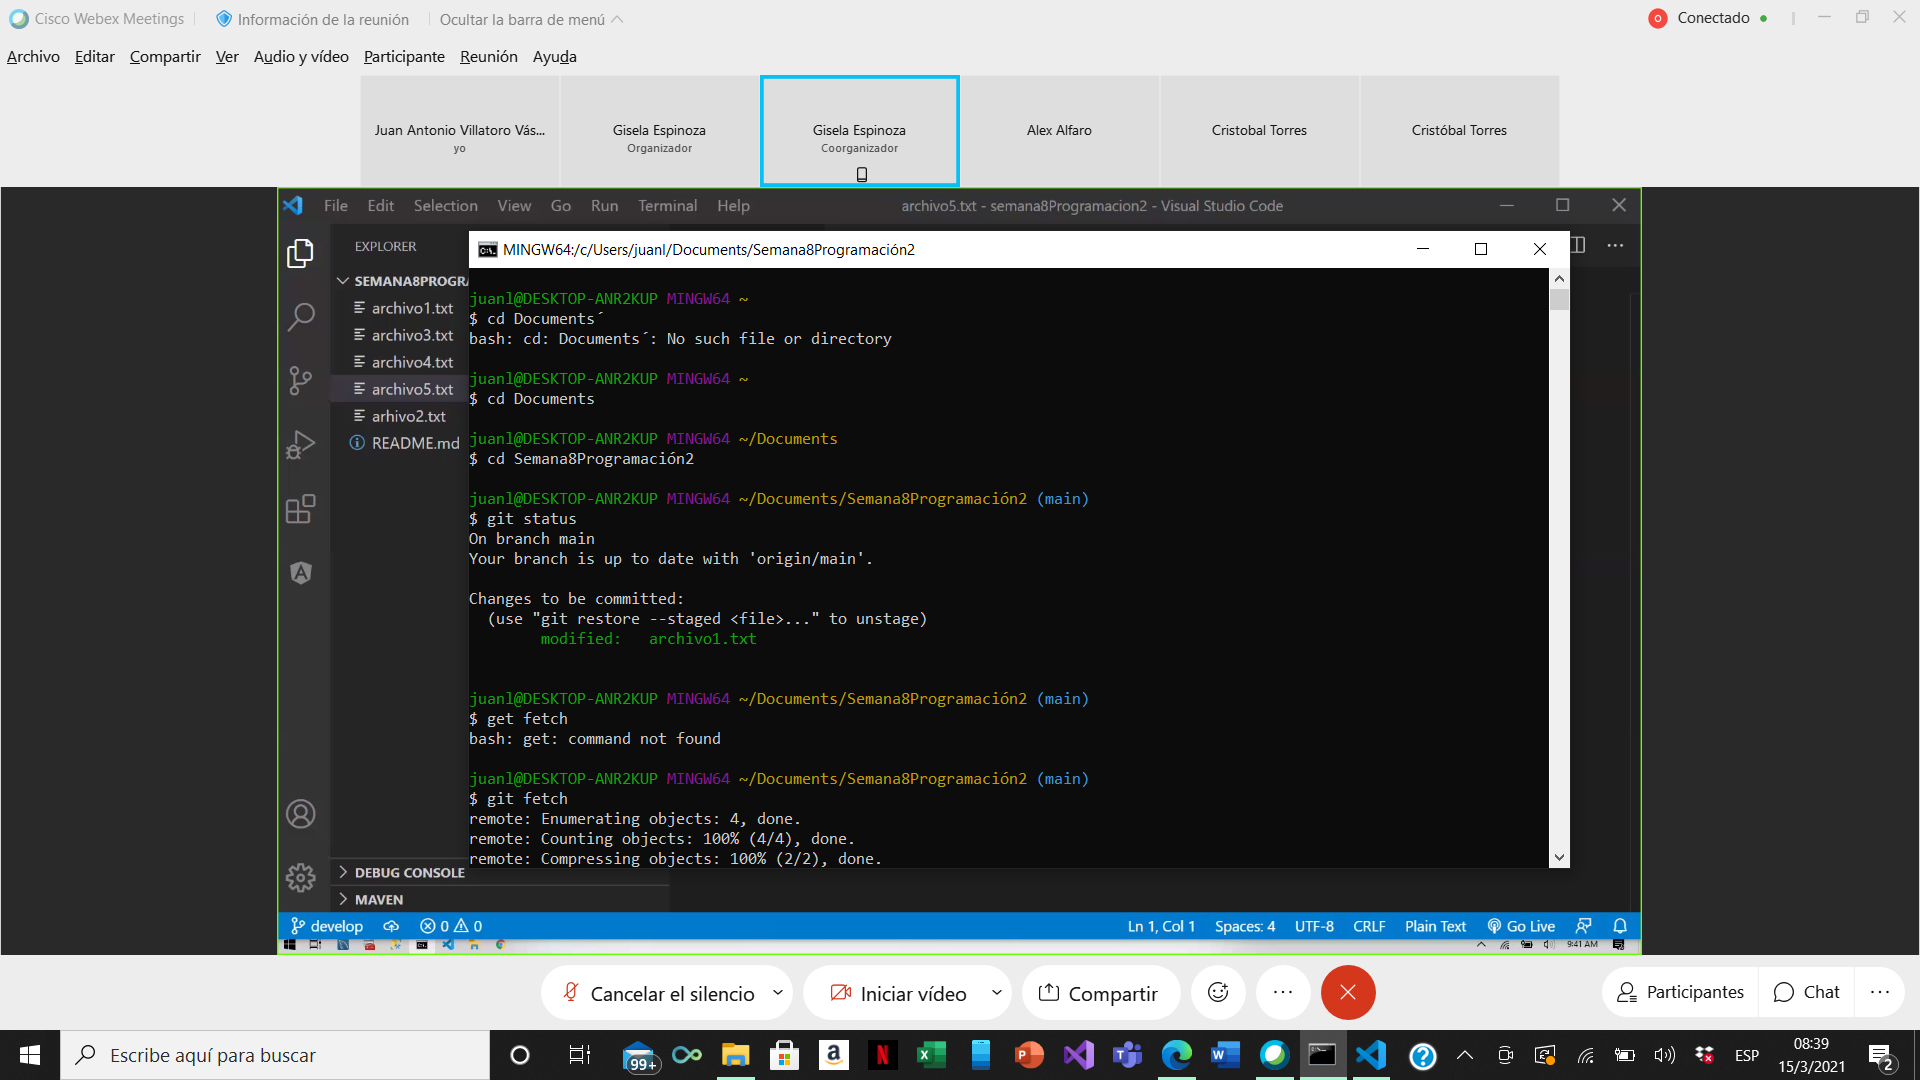 Cisco Webex Meetings
Información de la reunión
Ocultar la barra de menú
Conectado
Archivo Editar Compartir Ver Audio y vídeo Participante Reunión Ayuda
Juan Antonio Villatoro Vás...
yo
Gisela Espinoza
Organizador
Gisela Espinoza
Coorganizador
Alex Alfaro
Cristobal Torres
Cristóbal Torres
File Edit Selection View Go Run Terminal Help
archivo5.txt - semana8Programacion2 - Visual Studio Code
EXPLORER
SEMANA8PROGRA
archivo1.txt
archivo3.txt
archivo4.txt
archivo5.txt
arhivo2.txt
README.md
MINGW64:/c/Users/juanl/Documents/Semana8Programación2
juanl@DESKTOP-ANR2KUP MINGW64 ~
$ cd Documents´
bash: cd: Documents´: No such file or directory
juanl@DESKTOP-ANR2KUP MINGW64 ~
$ cd Documents
juanl@DESKTOP-ANR2KUP MINGW64 ~/Documents
$ cd Semana8Programación2
juanl@DESKTOP-ANR2KUP MINGW64 ~/Documents/Semana8Programación2 (main)
$ git status
On branch main
Your branch is up to date with 'origin/main'.
Changes to be committed:
(use "git restore --staged <file>..." to unstage)
modified: archivo1.txt
juanl@DESKTOP-ANR2KUP MINGW64 ~/Documents/Semana8Programación2 (main)
$ get fetch
bash: get: command not found
juanl@DESKTOP-ANR2KUP MINGW64 ~/Documents/Semana8Programación2 (main)
$ git fetch
remote: Enumerating objects: 4, done.
remote: Counting objects: 100% (4/4), done.
remote: Compressing objects: 100% (2/2), done.
DEBUG CONSOLE
MAVEN
develop 0 0
Ln 1, Col 1 Spaces: 4 UTF-8 CRLF Plain Text Go Live
9:41 AM
Cancelar el silencio
Iniciar vídeo
Compartir
Participantes
Chat
Escribe aquí para buscar
99+
ESP
08:39
15/3/2021
2